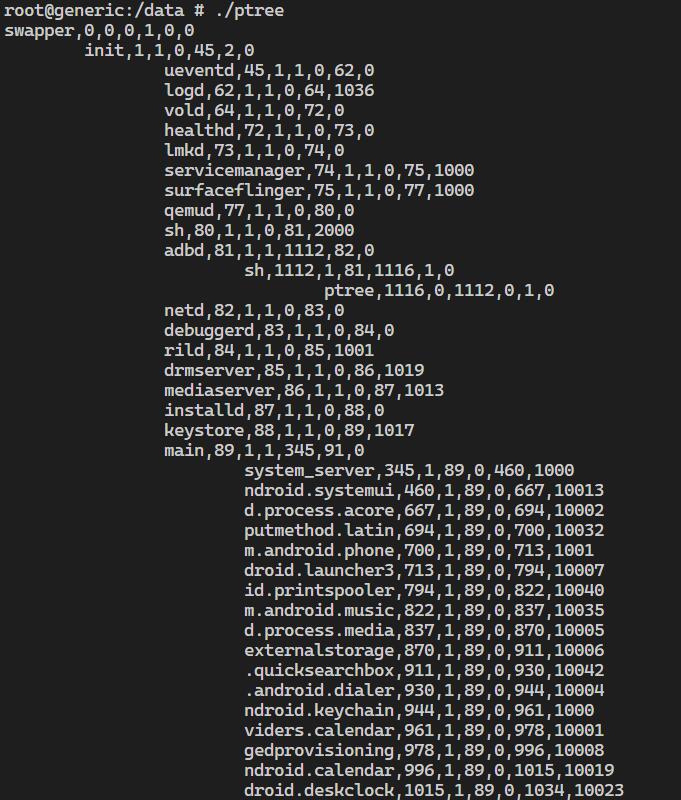 root@generic:/data # ./ptree
swapper,0,0,0,1,0,0
init,1,1,0,45,2,0
ueventd,45,1,1,0,62,0
logd,62,1,1,0,64,1036
vold,64,1,1,0,72,0
healthd,72,1,1,0,73,0
lmkd,73,1,1,0,74,0
servicemanager,74,1,1,0,75,1000
surfaceflinger,75,1,1,0,77,1000
qemud,77,1,1,0,80,0
sh,80,1,1,0,81,2000
adbd,81,1,1,1112,82,0
sh,1112,1,81,1116,1,0
ptree,1116,0,1112,0,1,0
netd,82,1,1,0,83,0
debuggerd,83,1,1,0,84,0
rild,84,1,1,0,85,1001
drmserver,85,1,1,0,86,1019
mediaserver,86,1,1,0,87,1013
installd,87,1,1,0,88,0
keystore,88,1,1,0,89,1017
main,89,1,1,345,91,0
system_server,345,1,89,0,460,1000
ndroid.systemui,460,1,89,0,667,10013
d.process.acore,667,1,89,0,694,10002
putmethod.latin,694,1,89,0,700,10032
m.android.phone,700,1,89,0,713,1001
droid.launcher3,713,1,89,0,794,10007
id.printspooler,794,1,89,0,822,10040
m.android.music,822,1,89,0,837,10035
d.process.media,837,1,89,0,870,10005
externalstorage,870,1,89,0,911,10006
.quicksearchbox,911,1,89,0,930,10042
.android.dialer,930,1,89,0,944,10004
ndroid.keychain,944,1,89,0,961,1000
viders.calendar,961,1,89,0,978,10001
gedprovisioning,978,1,89,0,996,10008
ndroid.calendar,996,1,89,0,1015,10019
droid.deskclock,1015,1,89,0,1034,10023